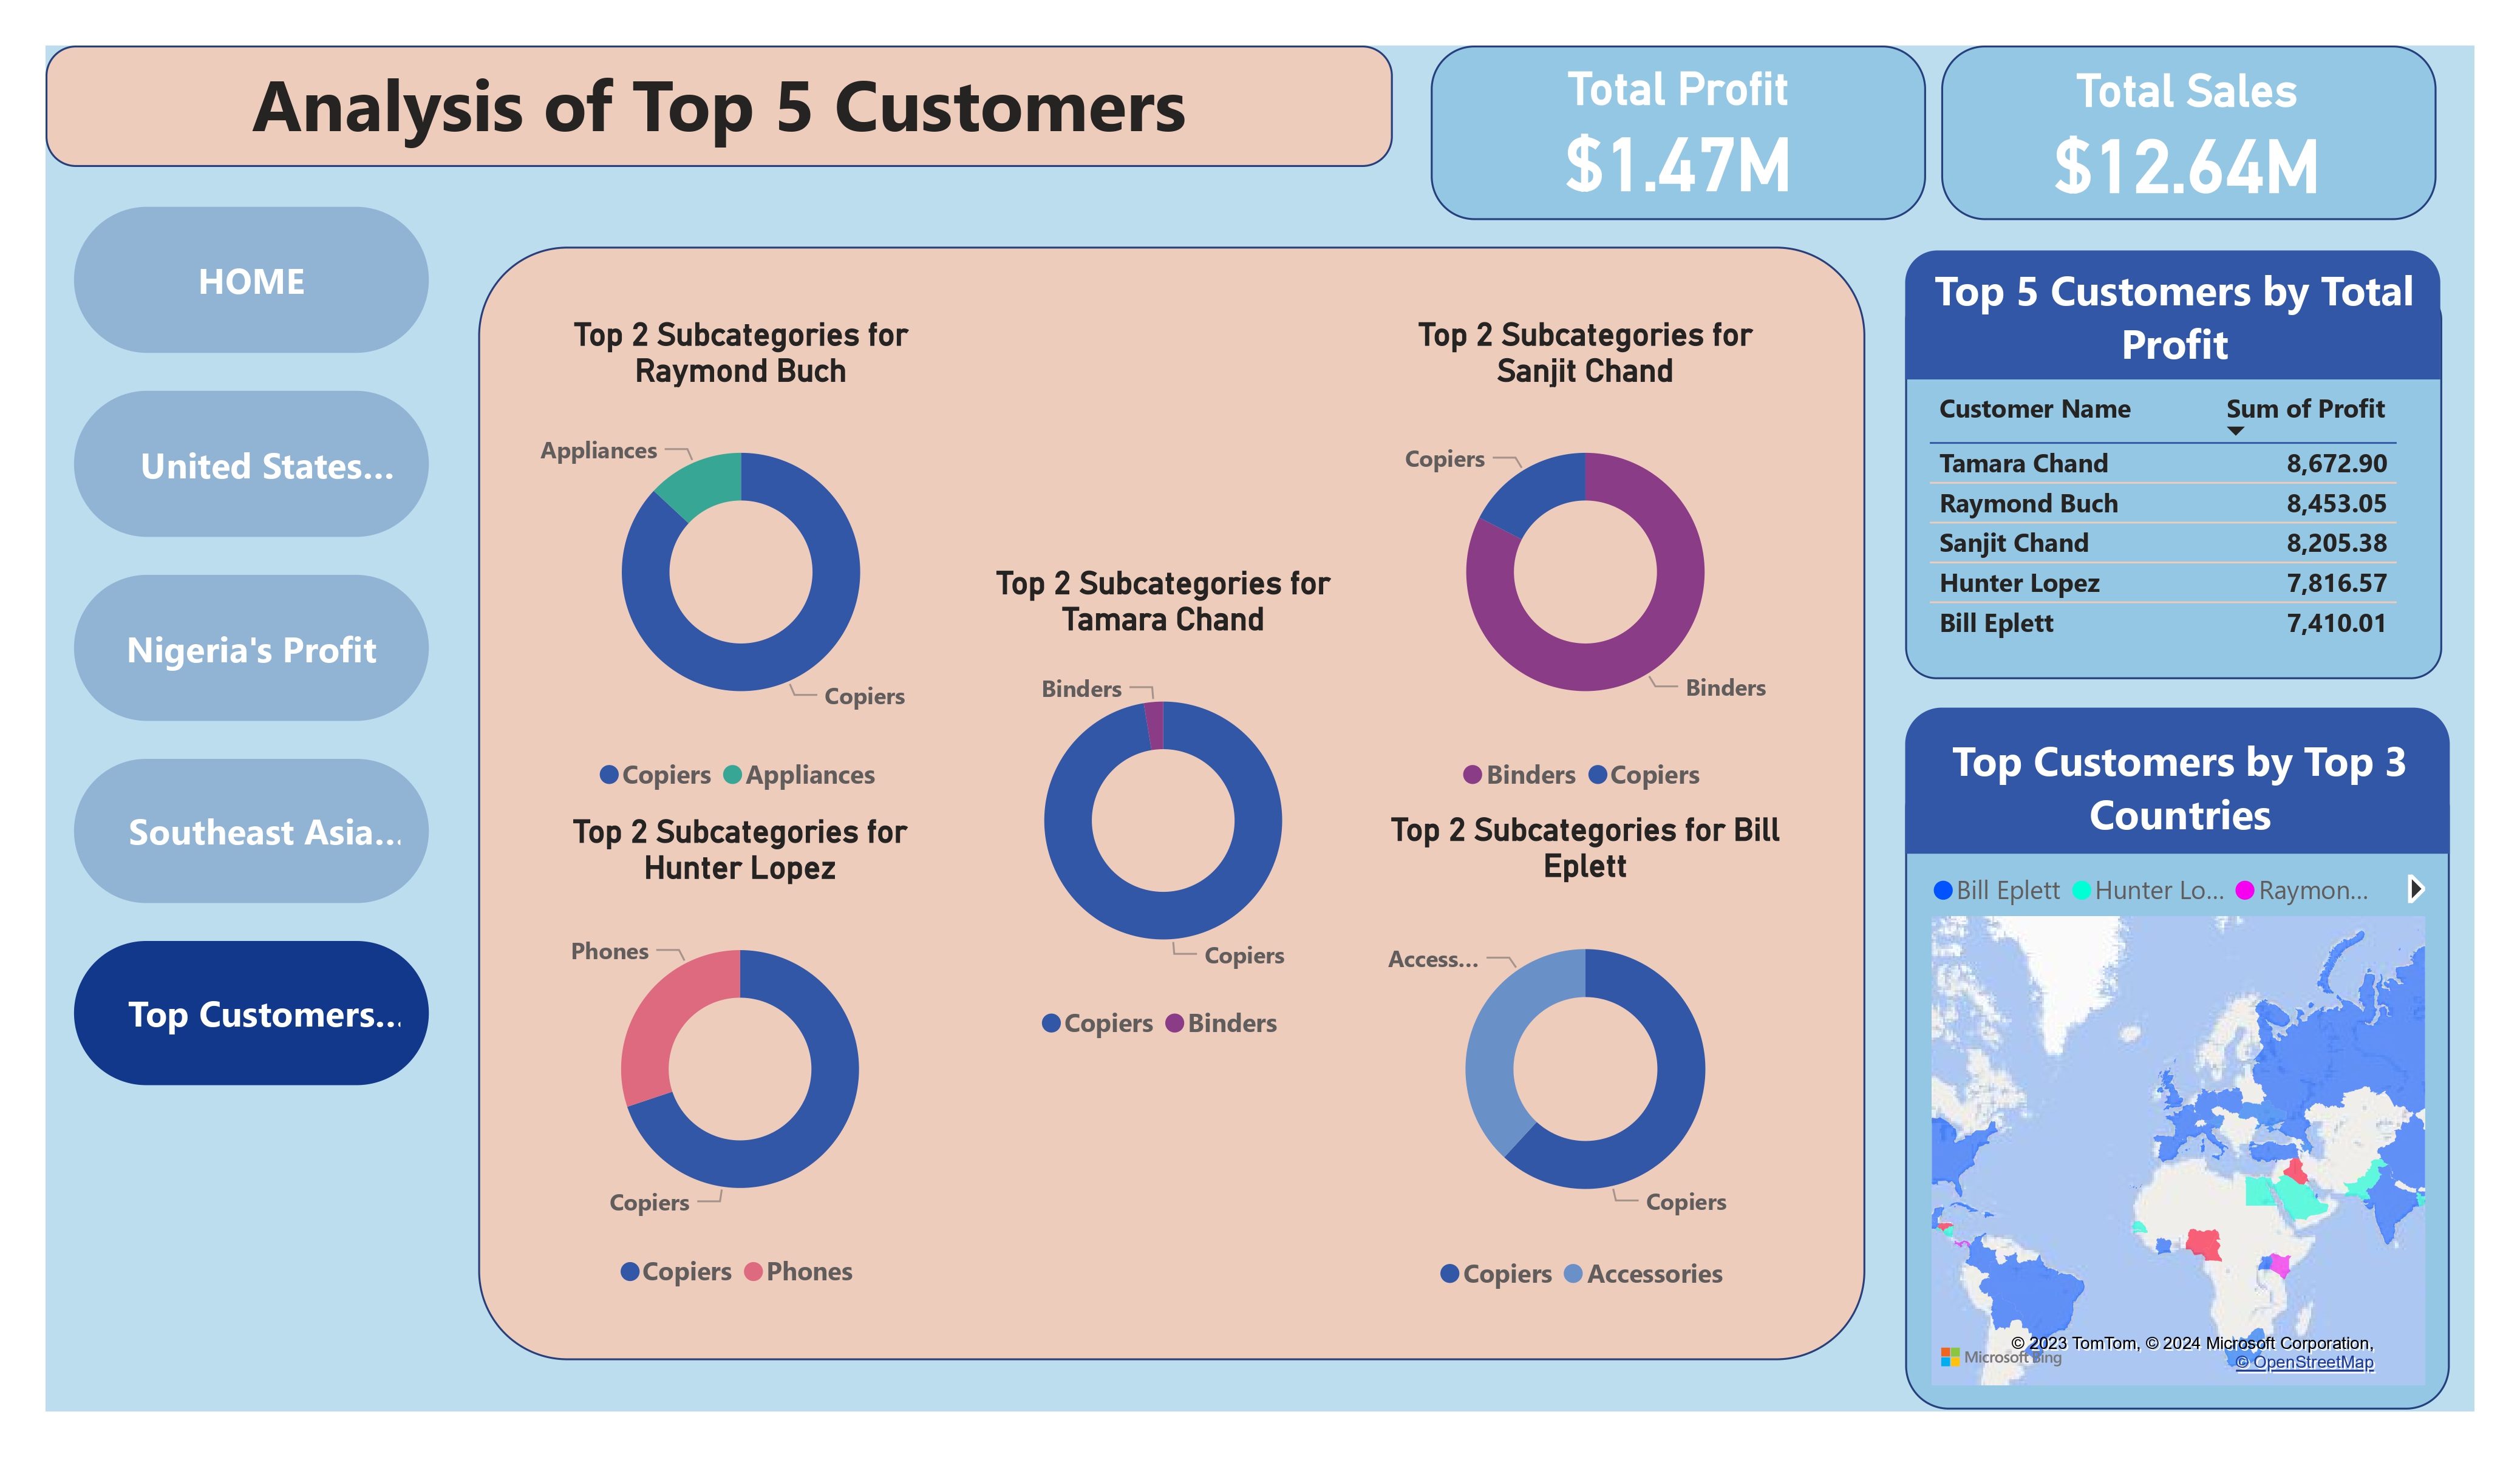 Analysis of Top 5 Customers
Total Profit
$1.47M
Total Sales
$12.64M
HOME
United States...
Nigeria's Profit
Southeast Asia...
Top Customers...
Top 2 Subcategories for
Raymond Buch
Appliances
Copiers
Copiers Appliances
Top 2 Subcategories for
Sanjit Chand
Copiers
Binders
Binders Copiers
Top 2 Subcategories for
Tamara Chand
Binders
Copiers
Copiers Binders
Top 2 Subcategories for
Hunter Lopez
Phones
Copiers
Copiers Phones
Top 2 Subcategories for Bill
Eplett
Access...
Copiers
Copiers Accessories
Top 5 Customers by Total
Profit
Customer Name Sum of Profit
Tamara Chand 8,672.90
Raymond Buch 8,453.05
Sanjit Chand 8,205.38
Hunter Lopez 7,816.57
Bill Eplett 7,410.01
Top Customers by Top 3
Countries
Bill Eplett Hunter Lo... Raymon...
© 2023 TomTom, © 2024 Microsoft Corporation,
Microsoft Bing
© OpenStreetMap